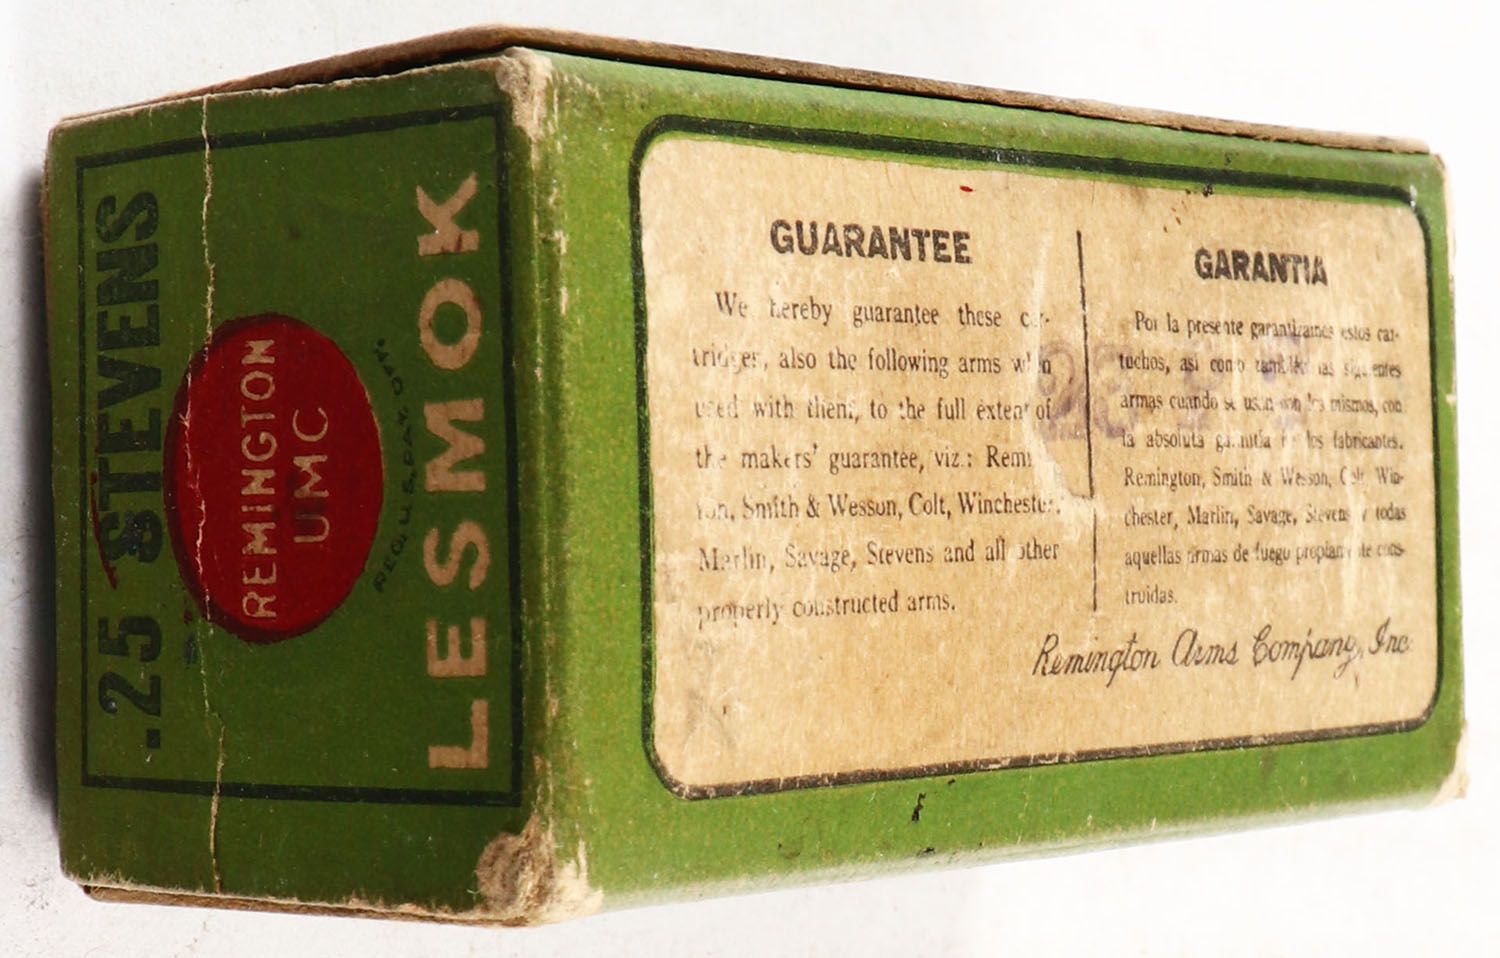 .25 STEVENS
REMINGTON
UMC
REG. U.S. PAT. OFF.
LESMOK
GUARANTEE
We hereby guarantee these car-
tridges, also the following arms when
used with them, to the full extent of
the makers' guarantee, viz.: Rem
Smith & Wesson, Colt, Winchester,
Marlin, Savage, Stevens and all other
properly constructed arms.
GARANTIA
Por la presente garantizamos estos car-
tuchos, asi como tambien las siguientes
armas cuando se usan con los mismos, con
la absoluta garantia de los fabricantes.
Remington, Smith & Wesson, Colt, Win-
chester, Marlin, Savage, Stevens y todas
aquellas armas de fuego propiamente cons-
truidas.
Remington Arms Company, Inc.